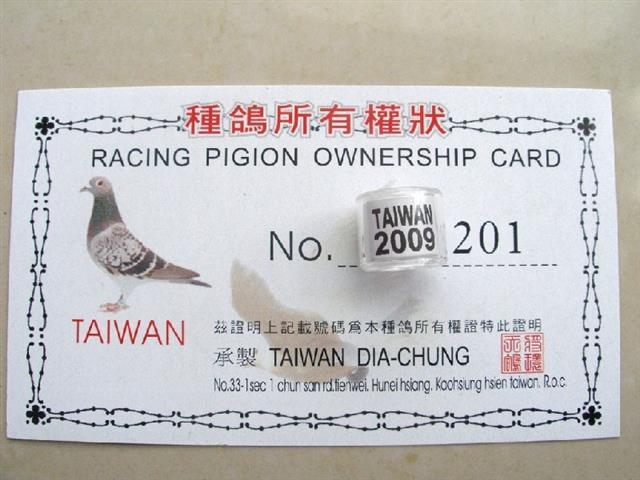 種鴿所有權狀
RACING PIGION OWNERSHIP CARD
TAIWAN
2009
No. 201
TAIWAN
茲證明上記載號碼爲本種鴿所有權證特此證明
承製 TAIWAN DIA-CHUNG
No.33-1sec 1 chun san rd.tienwei. Hunei hsiang. Kaohsiung hsien taiwan. R.o.c